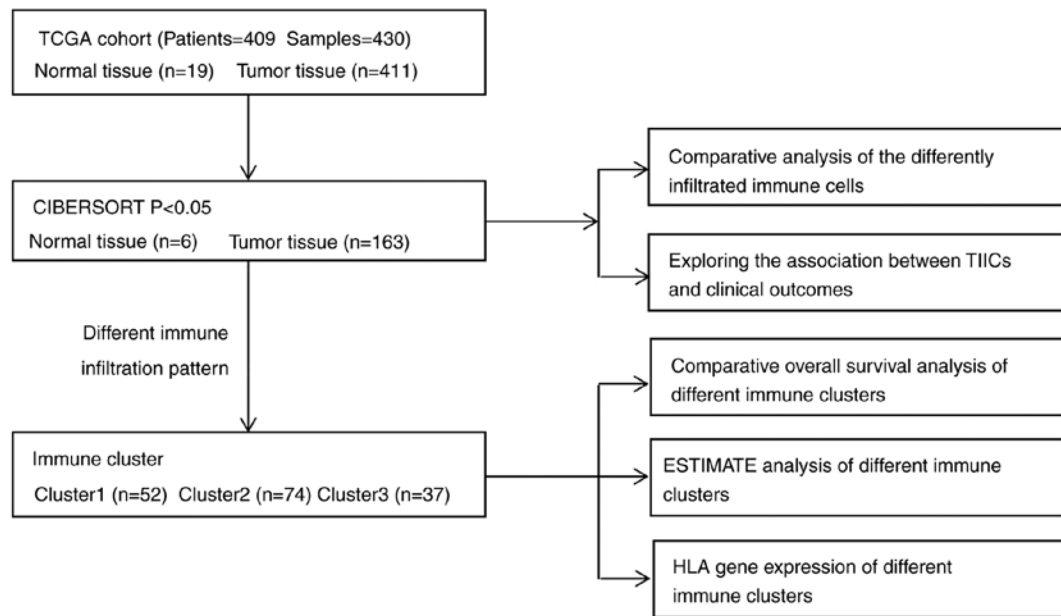 TCGA cohort (Patients=409 Samples=430)
Normal tissue (n=19) Tumor tissue (n=411)
CIBERSORT P<0.05
Normal tissue (n=6) Tumor tissue (n=163)
Comparative analysis of the differently
infiltrated immune cells
Exploring the association between TIICs
and clinical outcomes
Different immune
infiltration pattern
Immune cluster
Cluster1 (n=52) Cluster2 (n=74) Cluster3 (n=37)
Comparative overall survival analysis of
different immune clusters
ESTIMATE analysis of different immune
clusters
HLA gene expression of different
immune clusters